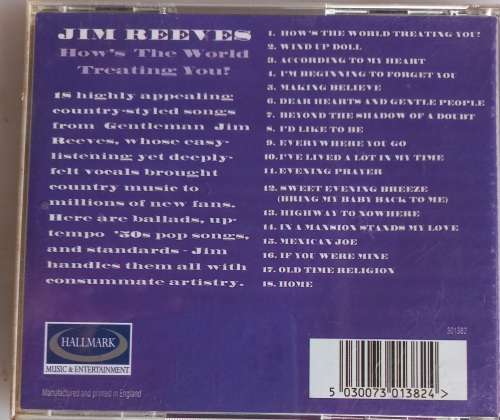 JIM REEVES
How's The World
Treating You?
18 highly appealing
country-styled songs
from Gentleman Jim
Reeves, whose easy-
listening yet deeply-
felt vocals brought
country music to
millions of new fans.
Here are ballads, up-
tempo '50s pop songs,
and standards - Jim
handles them all with
consummate artistry.
1. HOW'S THE WORLD TREATING YOU?
2. WIND UP DOLL
3. ACCORDING TO MY HEART
4. I'M BEGINNING TO FORGET YOU
5. MAKING BELIEVE
6. DEAR HEARTS AND GENTLE PEOPLE
7. BEYOND THE SHADOW OF A DOUBT
8. I'D LIKE TO BE
9. EVERYWHERE YOU GO
10. I'VE LIVED A LOT IN MY TIME
11. EVENING PRAYER
12. SWEET EVENING BREEZE
(BRING MY BABY BACK TO ME)
13. HIGHWAY TO NOWHERE
14. IN A MANSION STANDS MY LOVE
15. MEXICAN JOE
16. IF YOU WERE MINE
17. OLD TIME RELIGION
18. HOME
HALLMARK
MUSIC & ENTERTAINMENT
Manufactured and printed in England
301382
5 030073 013824 >